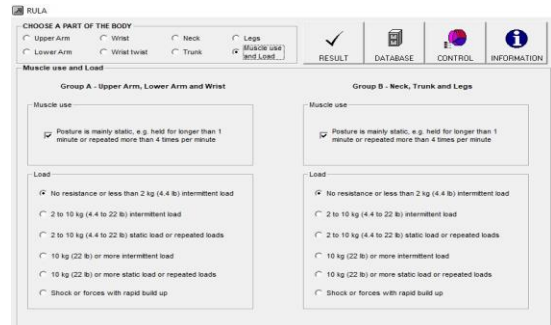 RULA
CHOOSE A PART OF THE BODY
Upper Arm Wrist Neck Legs
Lower Arm Wrist twist Trunk Muscle use and Load
RESULT DATABASE CONTROL INFORMATION
Muscle use and Load
Group A - Upper Arm, Lower Arm and Wrist
Muscle use
Posture is mainly static, e.g. held for longer than 1
minute or repeated more than 4 times per minute
Load
No resistance or less than 2 kg (4.4 lb) intermittent load
2 to 10 kg (4.4 to 22 lb) intermittent load
2 to 10 kg (4.4 to 22 lb) static load or repeated loads
10 kg (22 lb) or more intermittent load
10 kg (22 lb) or more static load or repeated loads
Shock or forces with rapid build up
Group B - Neck, Trunk and Legs
Muscle use
Posture is mainly static, e.g. held for longer than 1
minute or repeated more than 4 times per minute
Load
No resistance or less than 2 kg (4.4 lb) intermittent load
2 to 10 kg (4.4 to 22 lb) intermittent load
2 to 10 kg (4.4 to 22 lb) static load or repeated loads
10 kg (22 lb) or more intermittent load
10 kg (22 lb) or more static load or repeated loads
Shock or forces with rapid build up